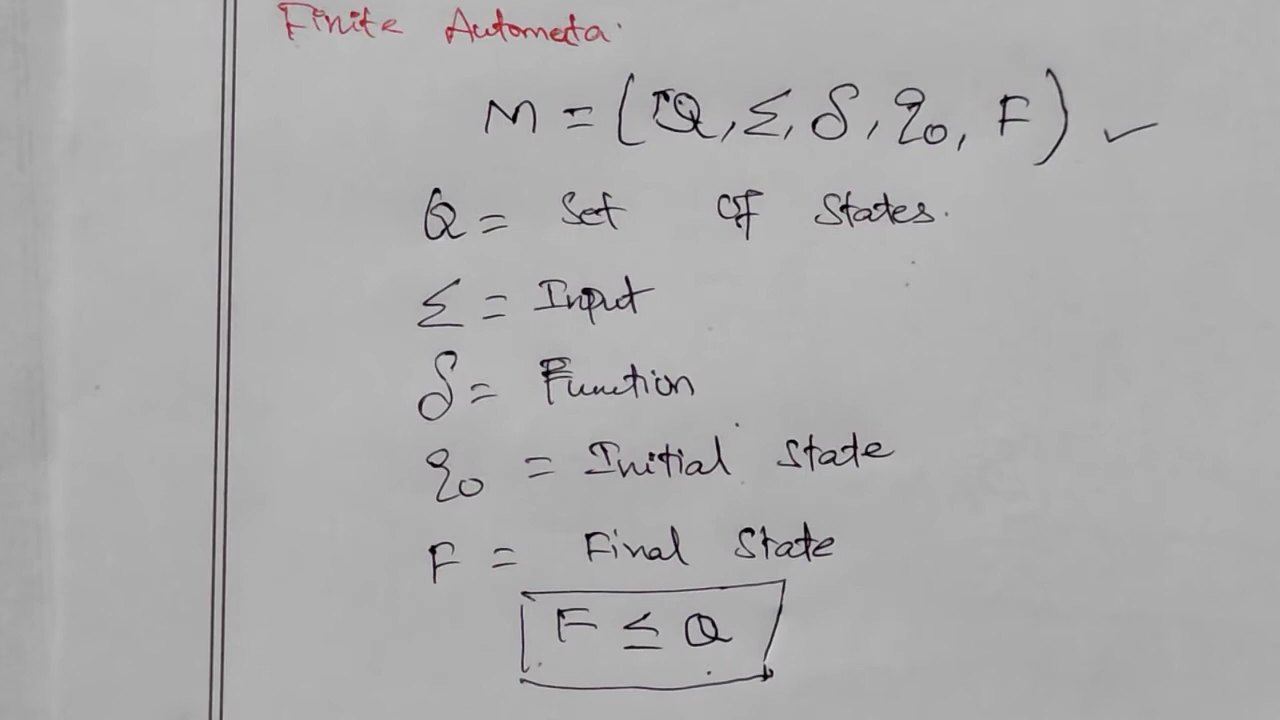 Finite Automata.
M = (Q, Σ, δ, q₀, F) ✓
Q = Set of States.
Σ = Input
δ = Function
q₀ = Initial State
F = Final State
F ≤ Q